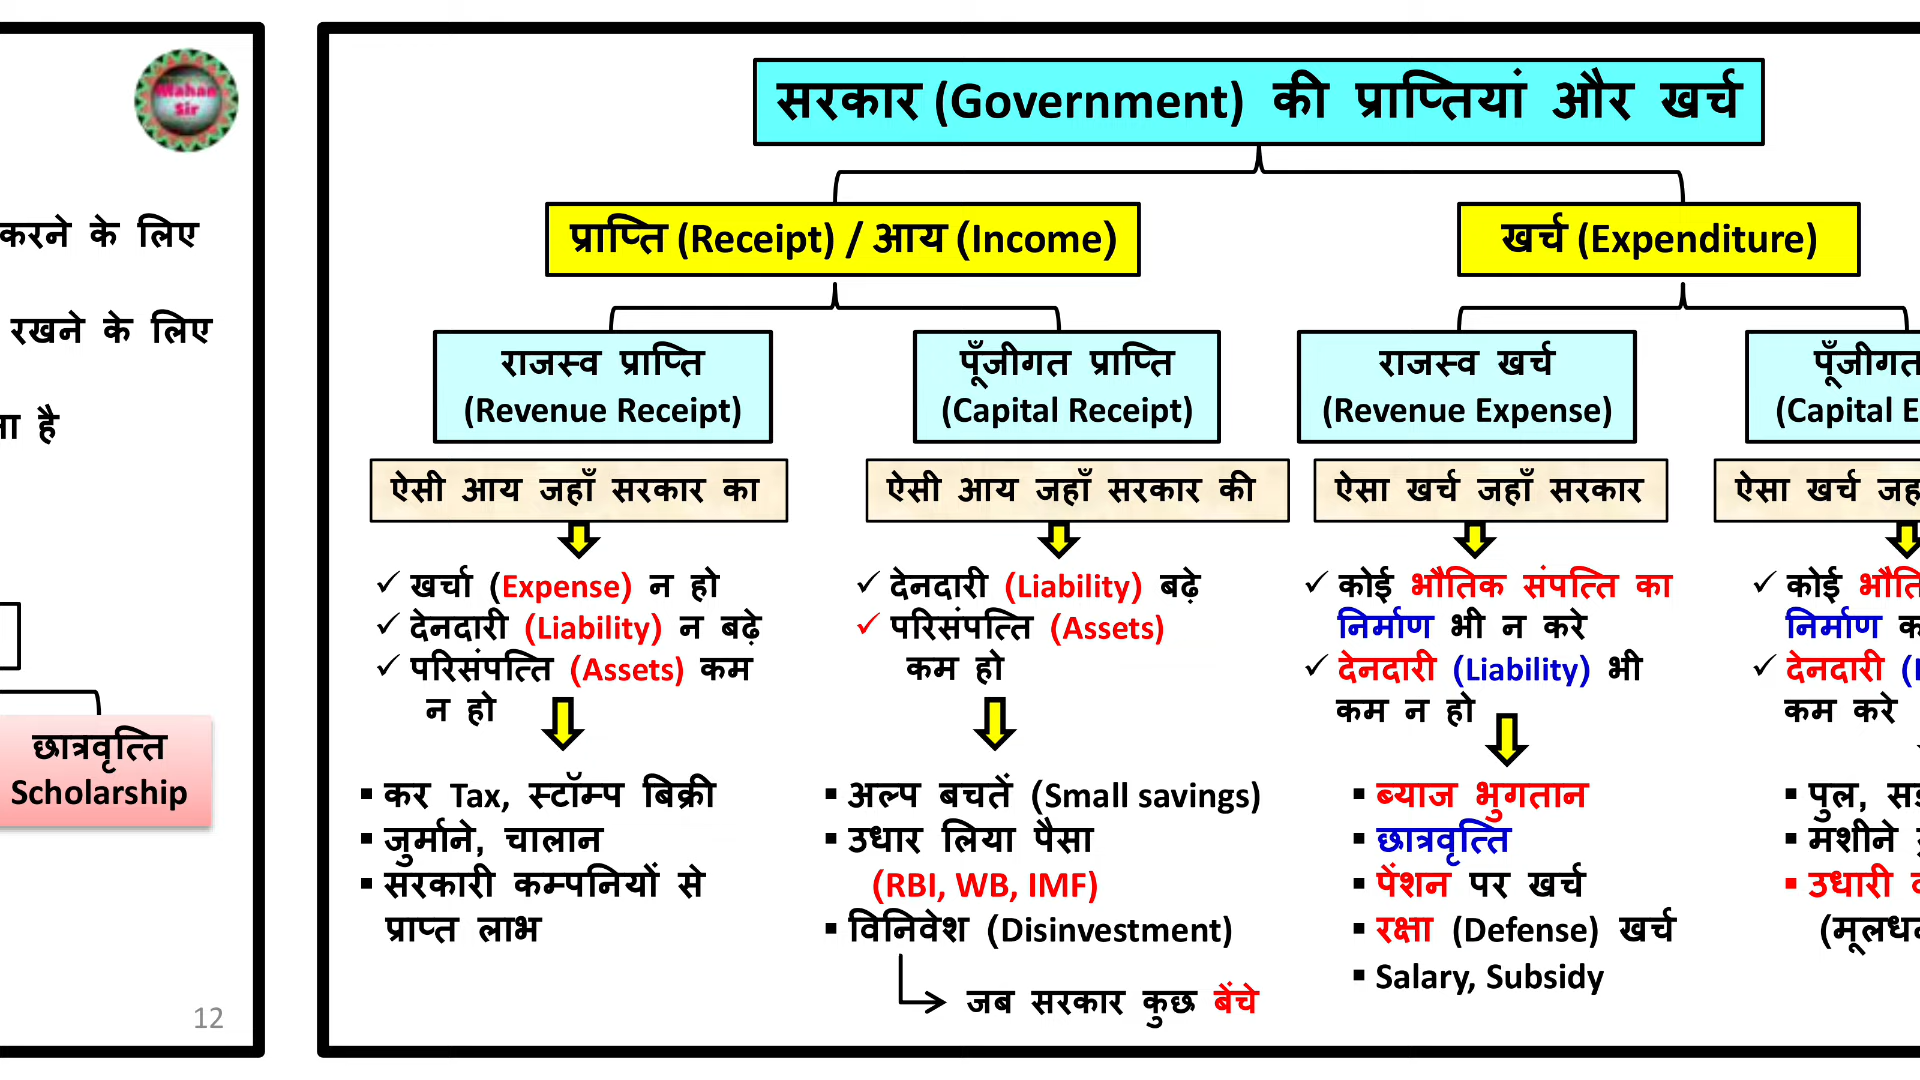 Mahan
Sir
करने के लिए
रखने के लिए
है
छात्रवृत्ति
Scholarship
12
सरकार (Government) की प्राप्तियां और खर्च
प्राप्ति (Receipt) / आय (Income)
खर्च (Expenditure)
राजस्व प्राप्ति
(Revenue Receipt)
पूँजीगत प्राप्ति
(Capital Receipt)
राजस्व खर्च
(Revenue Expense)
पूँजीगत
(Capital
ऐसी आय जहाँ सरकार का
ऐसी आय जहाँ सरकार की
ऐसा खर्च जहाँ सरकार
ऐसा खर्च
✓ खर्चा (Expense) न हो
✓ देनदारी (Liability) न बढ़े
✓ परिसंपत्ति (Assets) कम
न हो
✓ देनदारी (Liability) बढ़े
✓ परिसंपत्ति (Assets)
कम हो
✓ कोई भौतिक संपत्ति का
निर्माण भी न करे
✓ देनदारी (Liability) भी
कम न हो
✓ कोई
निर्माण
✓ देनदारी
कम करे
▪ कर Tax, स्टॉम्प बिक्री
▪ जुर्माने, चालान
▪ सरकारी कम्पनियों से
प्राप्त लाभ
▪ अल्प बचतें (Small savings)
▪ उधार लिया पैसा
(RBI, WB, IMF)
▪ विनिवेश (Disinvestment)
जब सरकार कुछ बेंचे
▪ ब्याज भुगतान
▪ छात्रवृत्ति
▪ पेंशन पर खर्च
▪ रक्षा (Defense) खर्च
▪ Salary, Subsidy
▪ पुल,
▪ मशीने
▪ उधारी